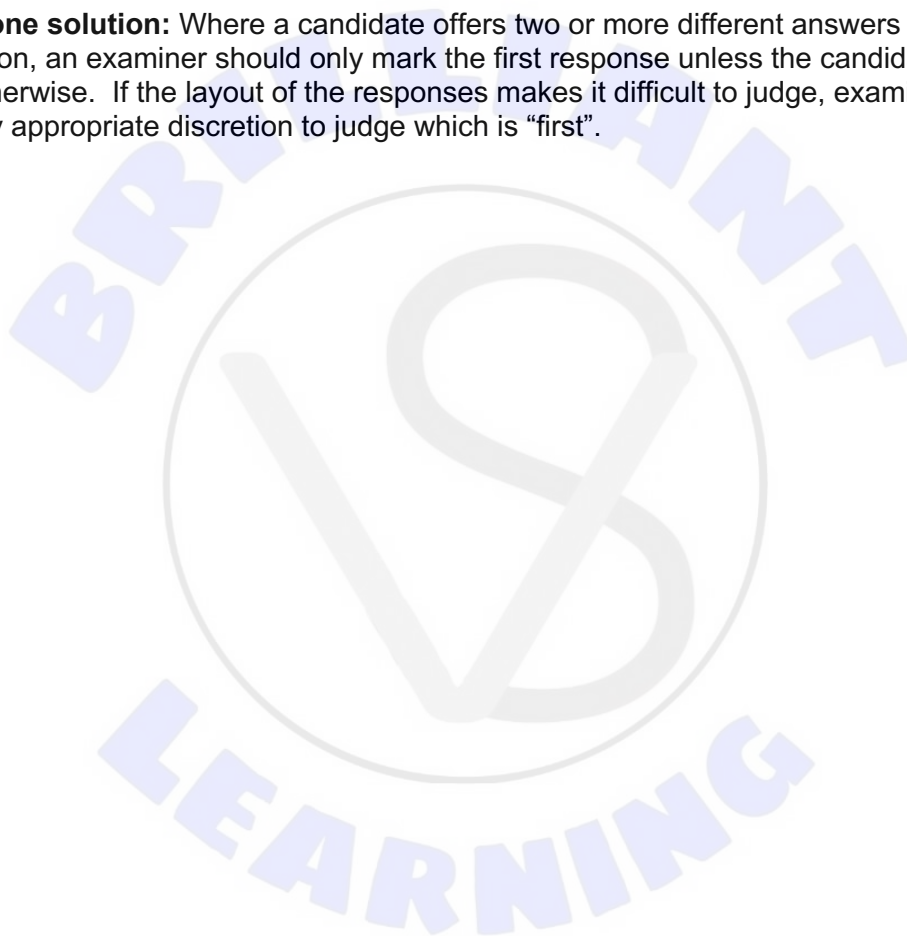 one solution: Where a candidate offers two or more different answers
on, an examiner should only mark the first response unless the candid
erwise. If the layout of the responses makes it difficult to judge, exam
y appropriate discretion to judge which is “first”.
BRILLIANT
VS
LEARNING